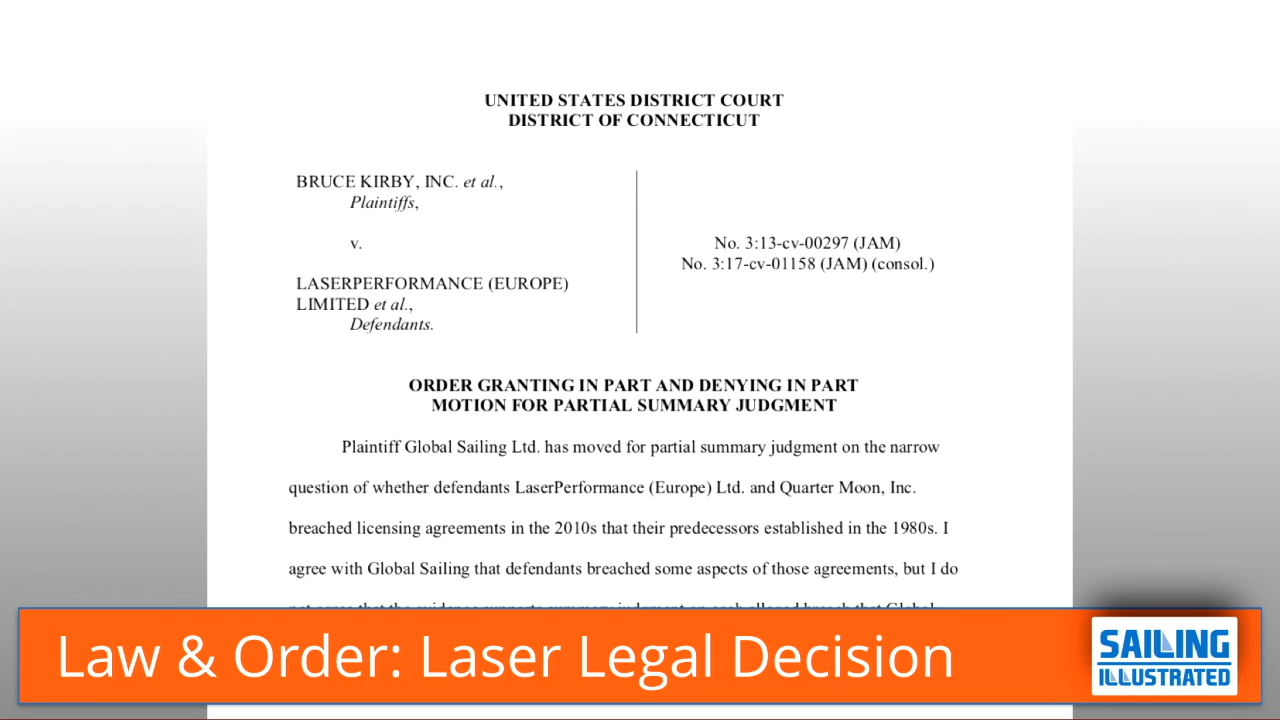 UNITED STATES DISTRICT COURT
DISTRICT OF CONNECTICUT
BRUCE KIRBY, INC. et al.,
Plaintiffs,
v.
LASERPERFORMANCE (EUROPE)
LIMITED et al.,
Defendants.
No. 3:13-cv-00297 (JAM)
No. 3:17-cv-01158 (JAM) (consol.)
ORDER GRANTING IN PART AND DENYING IN PART
MOTION FOR PARTIAL SUMMARY JUDGMENT
Plaintiff Global Sailing Ltd. has moved for partial summary judgment on the narrow
question of whether defendants LaserPerformance (Europe) Ltd. and Quarter Moon, Inc.
breached licensing agreements in the 2010s that their predecessors established in the 1980s. I
agree with Global Sailing that defendants breached some aspects of those agreements, but I do
Law & Order: Laser Legal Decision
SAILING
ILLUSTRATED